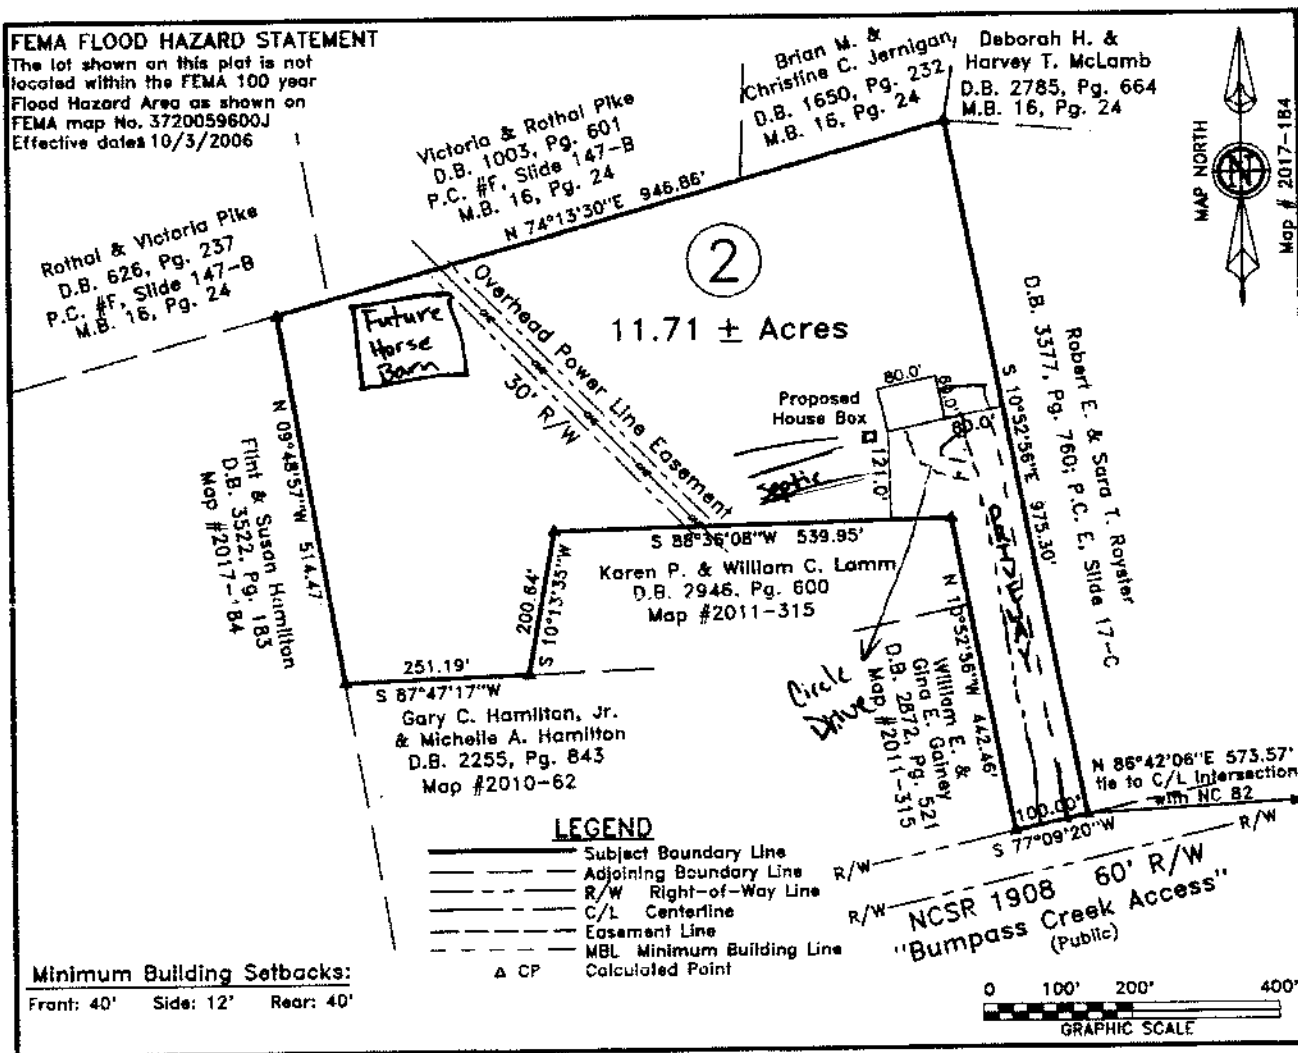 FEMA FLOOD HAZARD STATEMENT
The lot shown on this plat is not
located within the FEMA 100 year
Flood Hazard Area as shown on
FEMA map No. 3720059600J
Effective date: 10/3/2006
Rothal & Victoria Pike
D.B. 626, Pg. 237
P.C. #F, Slide 147-B
M.B. 16, Pg. 24
Victoria & Rothal Pike
D.B. 1003, Pg. 601
P.C. #F, Slide 147-B
M.B. 16, Pg. 24
N 74°13'30"E 946.86'
Brian M. &
Christine C. Jernigan,
D.B. 1650, Pg. 232
M.B. 16, Pg. 24
Deborah H. &
Harvey T. McLamb
D.B. 2785, Pg. 664
M.B. 16, Pg. 24
MAP NORTH
N
Map # 2017-184
2
11.71 ± Acres
Future
Horse
Barn
Overhead Power Line Easement
30' R/W
Proposed
House Box
80.0'
60.0'
80.0'
121.0'
Septic
S 10°52'56"E 975.30'
Robert E. & Sara T. Royster
D.B. 3377, Pg. 760; P.C. E, Slide 17-C
N 09°48'57"W 514.47'
Flint & Susan Hamilton
D.B. 3522, Pg. 183
Map #2017-184
S 88°36'08"W 539.95'
Karen P. & William C. Lamm
D.B. 2946, Pg. 600
Map #2011-315
200.64'
S 10°13'35"W
251.19'
S 87°47'17"W
Gary C. Hamilton, Jr.
& Michelle A. Hamilton
D.B. 2255, Pg. 843
Map #2010-62
Circle
Drive
N 10°52'56"W 442.46'
William E. &
Gina E. Gainey
D.B. 2872, Pg. 521
Map #2011-315
N 86°42'06"E 573.57'
tie to C/L Intersection
with NC 82
100.00'
S 77°09'20"W
R/W
R/W
R/W
NCSR 1908 60' R/W
"Bumpass Creek Access"
(Public)
LEGEND
Subject Boundary Line
Adjoining Boundary Line
R/W Right-of-Way Line
C/L Centerline
Easement Line
MBL Minimum Building Line
Δ CP Calculated Point
Minimum Building Setbacks:
Front: 40' Side: 12' Rear: 40'
0 100' 200' 400'
GRAPHIC SCALE